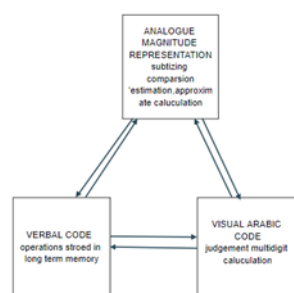 ANALOGUE
MAGNITUDE
REPRESENTATION
subtizing
comparsion
'estimation,approxim
ate caluculation
VERBAL CODE
operations stroed in
long term memory
VISUAL ARABIC
CODE
judgement multidigit
caluculation